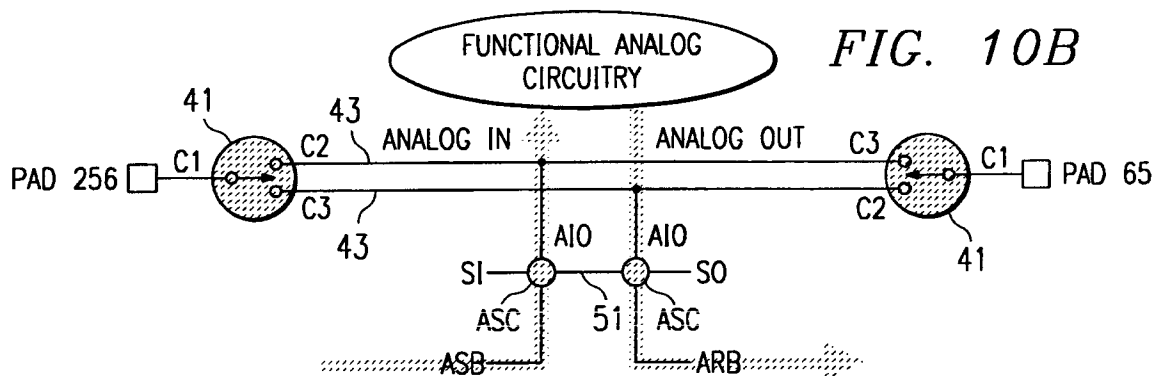 FUNCTIONAL ANALOG
CIRCUITRY
FIG. 10B
41
43
ANALOG IN
ANALOG OUT
C2
C3
C1
C1
PAD 256
PAD 65
C3
C2
43
AIO
AIO
41
SI
SO
ASC
51
ASC
ASB
ARB